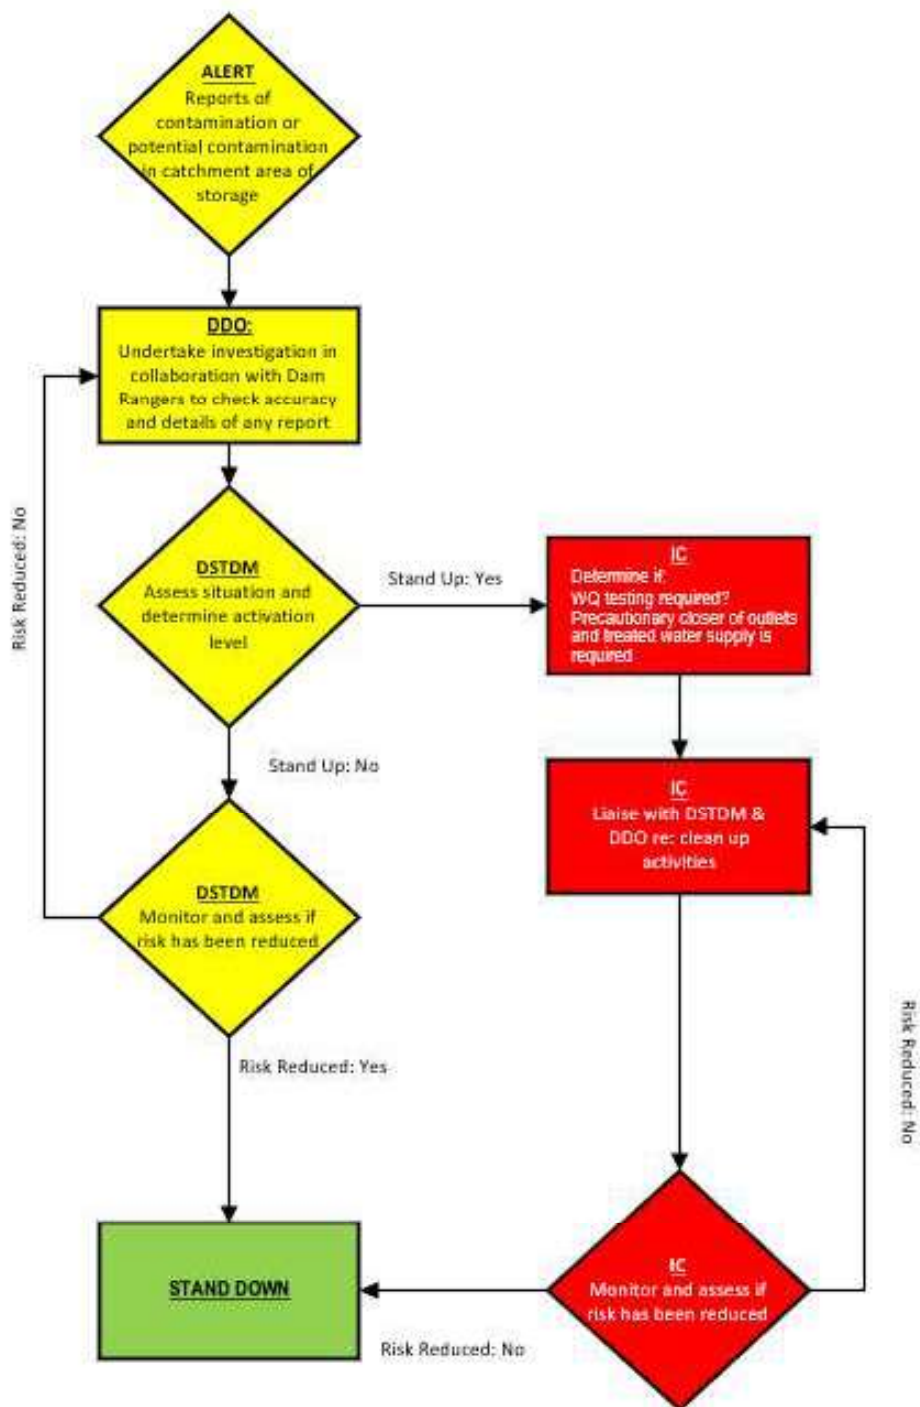 ALERT
Reports of
contamination or
potential contamination
in catchment area of
storage
DDO:
Undertake investigation in
collaboration with Dam
Rangers to check accuracy
and details of any report
Risk Reduced: No
DSTDM
Assess situation and
determine activation
level
Stand Up: Yes
IC
Determine if:
WQ testing required?
Precautionary closer of outlets
and treated water supply is
required
Stand Up: No
IC
Liaise with DSTDM &
DDO re: clean up
activities
DSTDM
Monitor and assess if
risk has been reduced
Risk Reduced: Yes
Risk Reduced: No
STAND DOWN
IC
Monitor and assess if
risk has been reduced
Risk Reduced: No